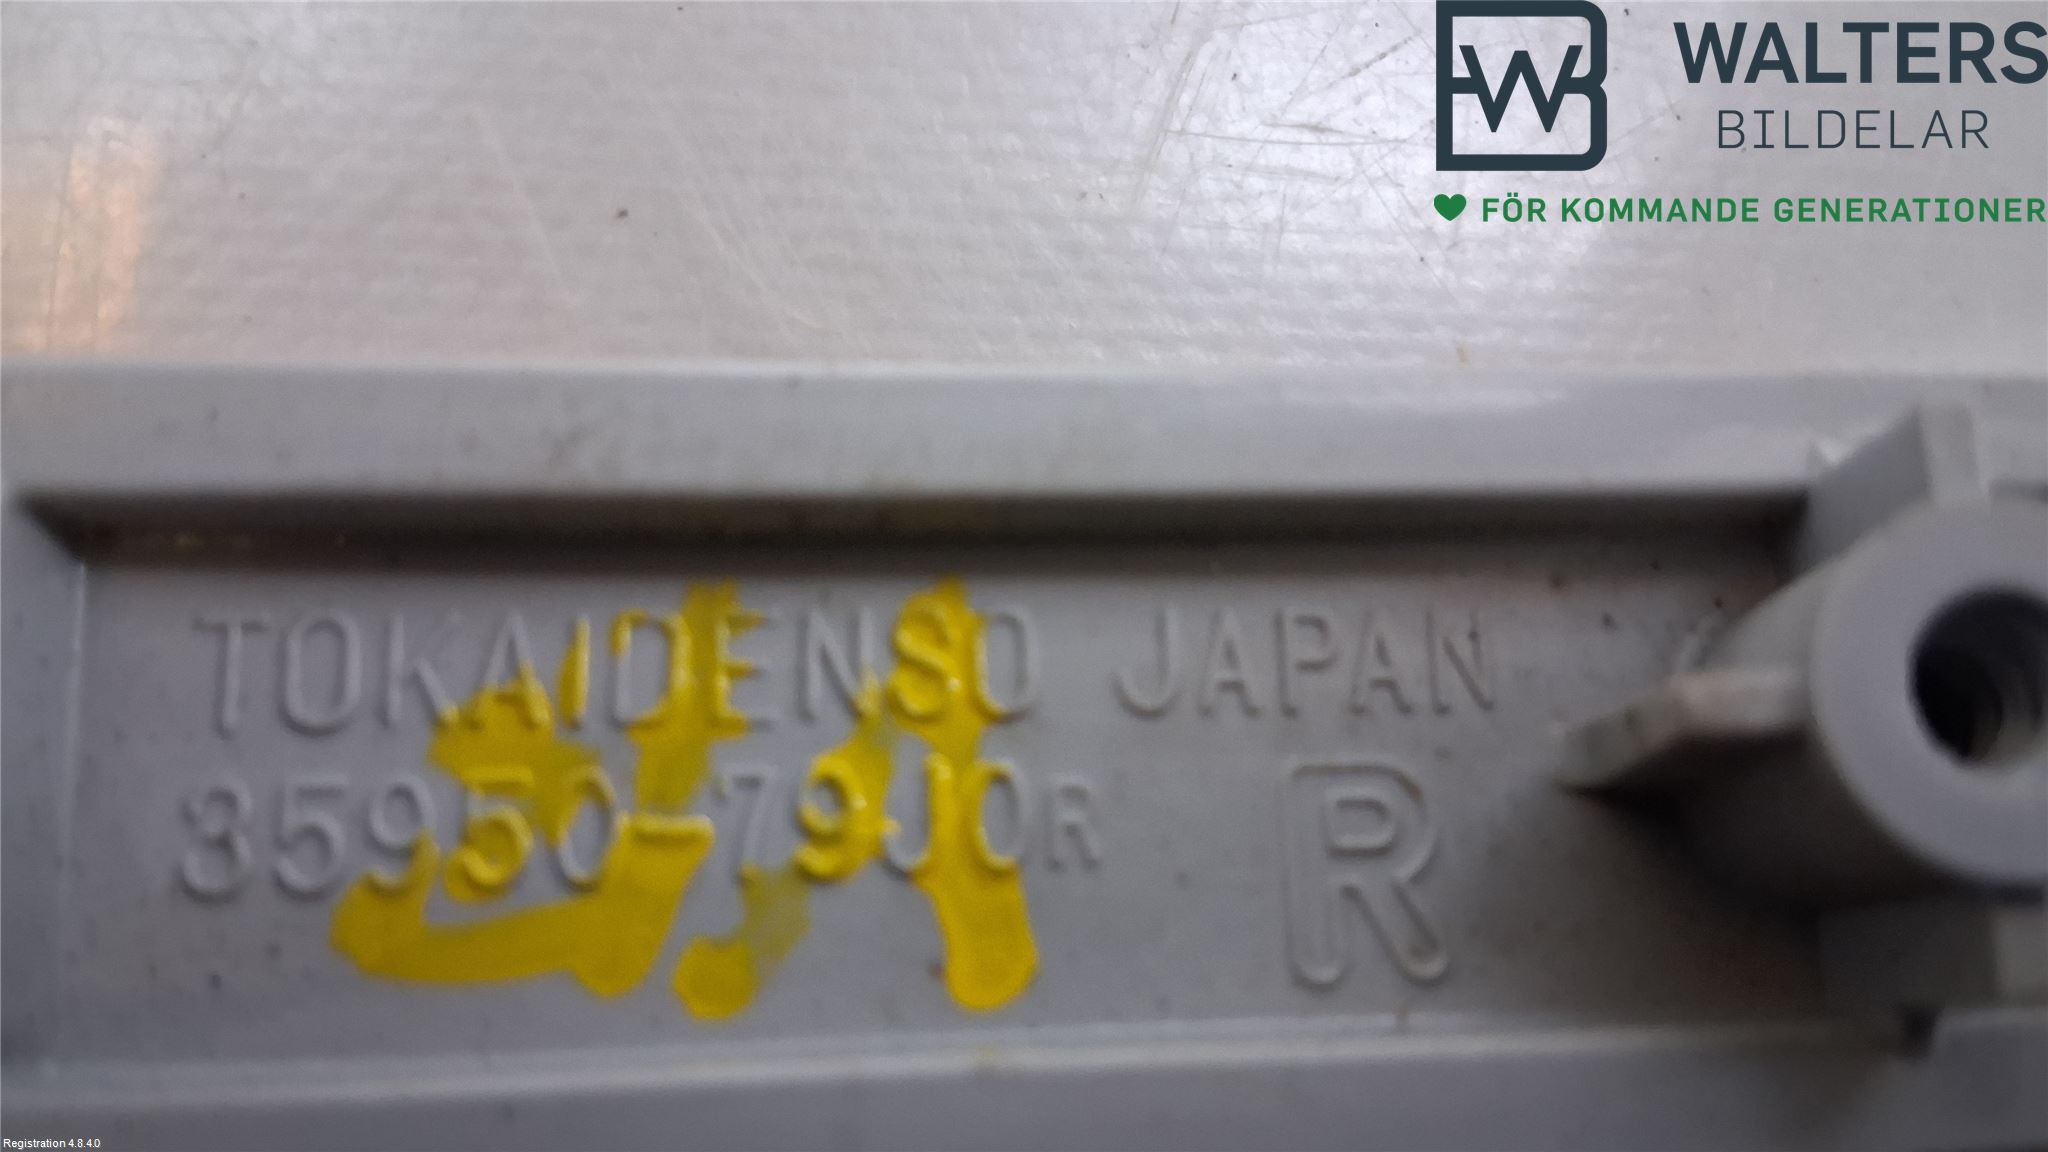 WALTERS
BILDELAR
FÖR KOMMANDE GENERATIONER
TOKAIDENSO JAPAN
35950-79J0R
R
Registration 4.8.4.0